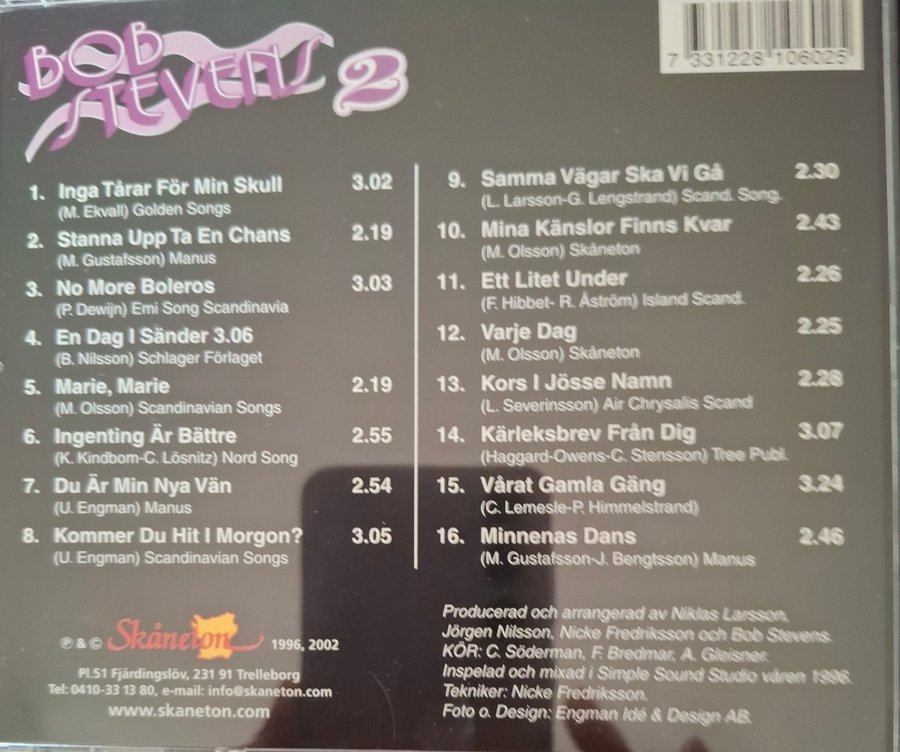 BOB
STEVENS 2
7 331228 106025
1. Inga Tårar För Min Skull 3.02
(M. Ekvall) Golden Songs
2. Stanna Upp Ta En Chans 2.19
(M. Gustafsson) Manus
3. No More Boleros 3.03
(P. Dewijn) Emi Song Scandinavia
4. En Dag I Sänder 3.06
(B. Nilsson) Schlager Förlaget
5. Marie, Marie 2.19
(M. Olsson) Scandinavian Songs
6. Ingenting Är Bättre 2.55
(K. Kindbom-C. Lösnitz) Nord Song
7. Du Är Min Nya Vän 2.54
(U. Engman) Manus
8. Kommer Du Hit I Morgon? 3.05
(U. Engman) Scandinavian Songs
9. Samma Vägar Ska Vi Gå 2.30
(L. Larsson-G. Lengstrand) Scand. Song.
10. Mina Känslor Finns Kvar 2.43
(M. Olsson) Skåneton
11. Ett Litet Under 2.26
(F. Hibbet- R. Åström) Island Scand.
12. Varje Dag 2.25
(M. Olsson) Skåneton
13. Kors I Jösse Namn 2.28
(L. Severinsson) Air Chrysalis Scand
14. Kärleksbrev Från Dig 3.07
(Haggard-Owens-C. Stensson) Tree Publ.
15. Vårat Gamla Gäng 3.24
(C. Lemesle-P. Himmelstrand)
16. Minnenas Dans 2.46
(M. Gustafsson-J. Bengtsson) Manus
℗ & © Skåneton 1996, 2002
Pl.51 Fjärdingslöv, 231 91 Trelleborg
Tel: 0410-33 13 80, e-mail: info@skaneton.com
www.skaneton.com
Producerad och arrangerad av Niklas Larsson,
Jörgen Nilsson, Nicke Fredriksson och Bob Stevens.
KÖR: C. Söderman, F. Bredmar, A. Gleisner.
Inspelad och mixad i Simple Sound Studio våren 1996.
Tekniker: Nicke Fredriksson.
Foto o. Design: Engman Idé & Design AB.